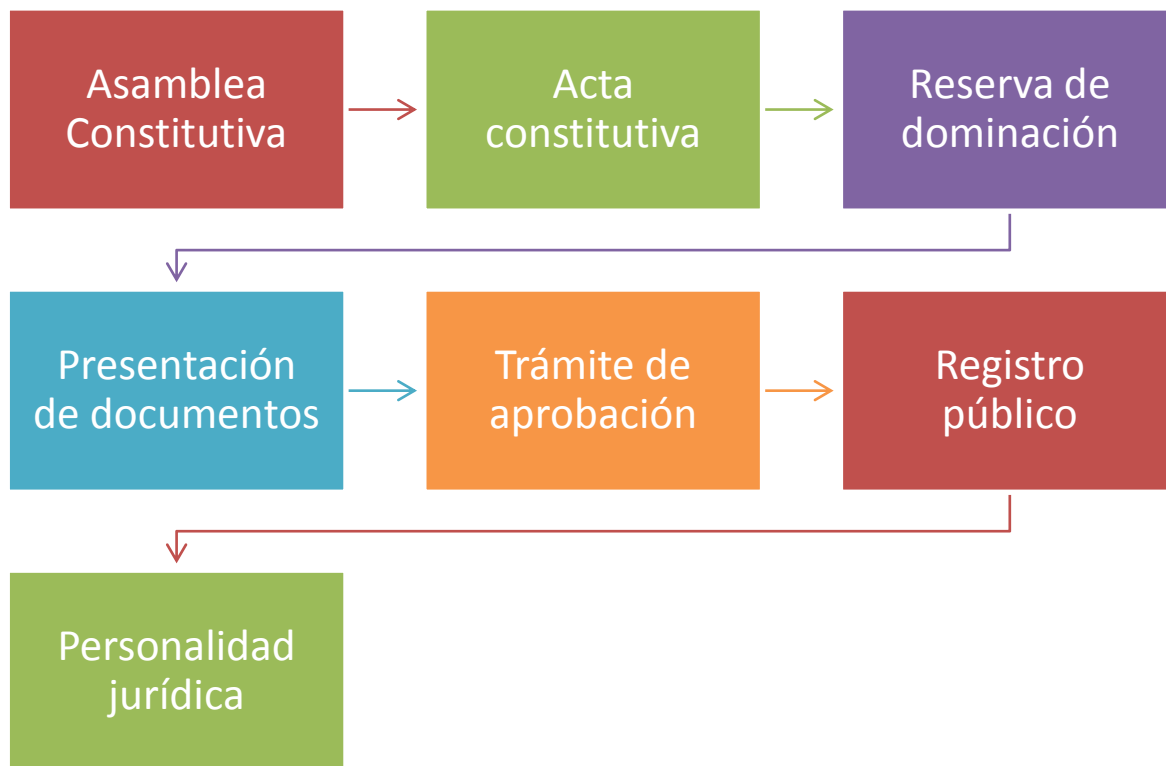 Asamblea
Constitutiva
Acta
constitutiva
Reserva de
dominación
Presentación
de documentos
Trámite de
aprobación
Registro
público
Personalidad
jurídica